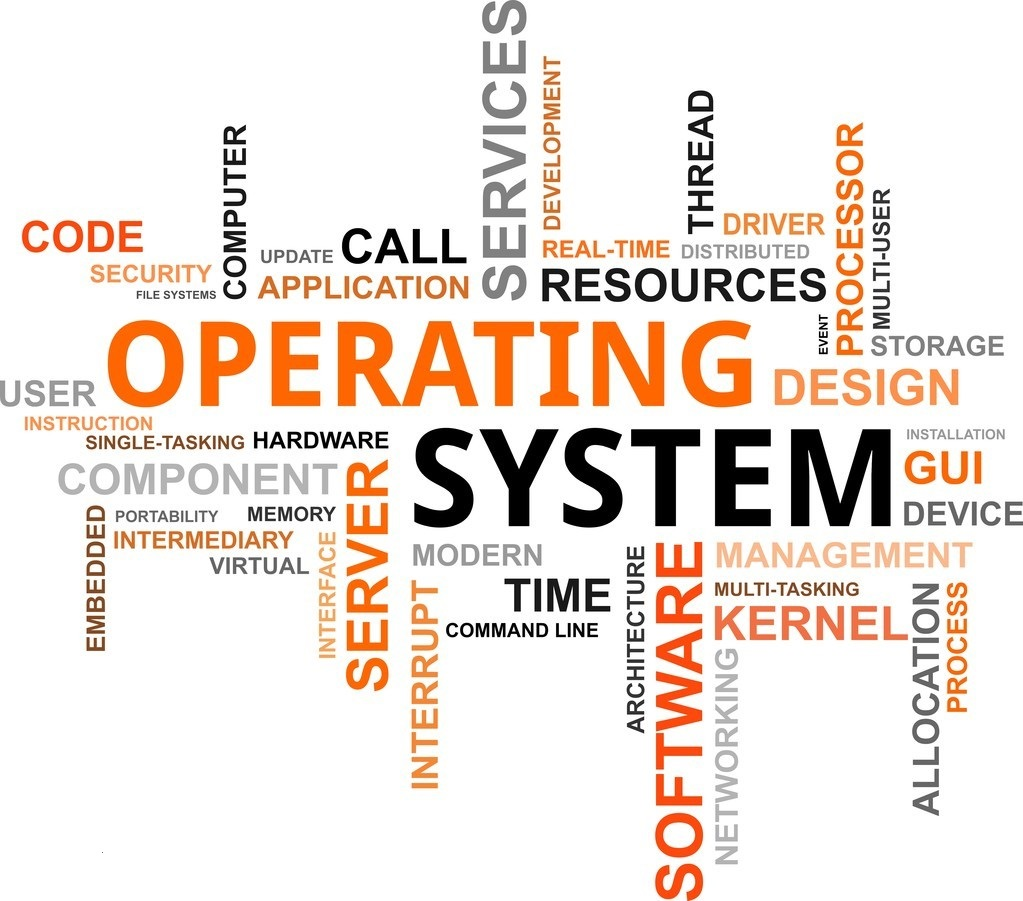 SERVICES
DEVELOPMENT
THREAD
COMPUTER
PROCESSOR
MULTI-USER
CODE
DRIVER
UPDATE
CALL
REAL-TIME
DISTRIBUTED
SECURITY
FILE SYSTEMS
APPLICATION
RESOURCES
EVENT
STORAGE
OPERATING
USER
DESIGN
INSTRUCTION
SINGLE-TASKING
HARDWARE
SYSTEM
INSTALLATION
GUI
COMPONENT
SERVER
DEVICE
EMBEDDED
PORTABILITY
MEMORY
INTERMEDIARY
VIRTUAL
INTERFACE
MODERN
MANAGEMENT
TIME
MULTI-TASKING
COMMAND LINE
KERNEL
INTERRUPT
ARCHITECTURE
SOFTWARE
NETWORKING
ALLOCATION
PROCESS